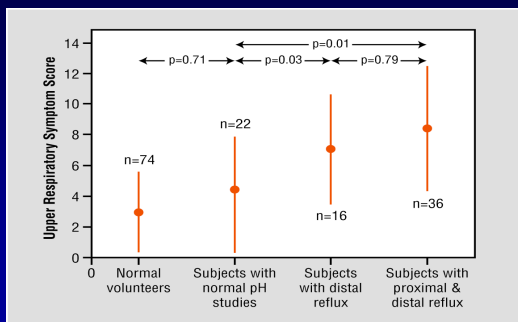 Upper Respiratory Symptom Score
14
12
10
8
6
4
2
0
0
p=0.01
p=0.71
p=0.03
p=0.79
n=74
n=22
n=16
n=36
Normal
volunteers
Subjects with
normal pH
studies
Subjects
with distal
reflux
Subjects with
proximal &
distal reflux